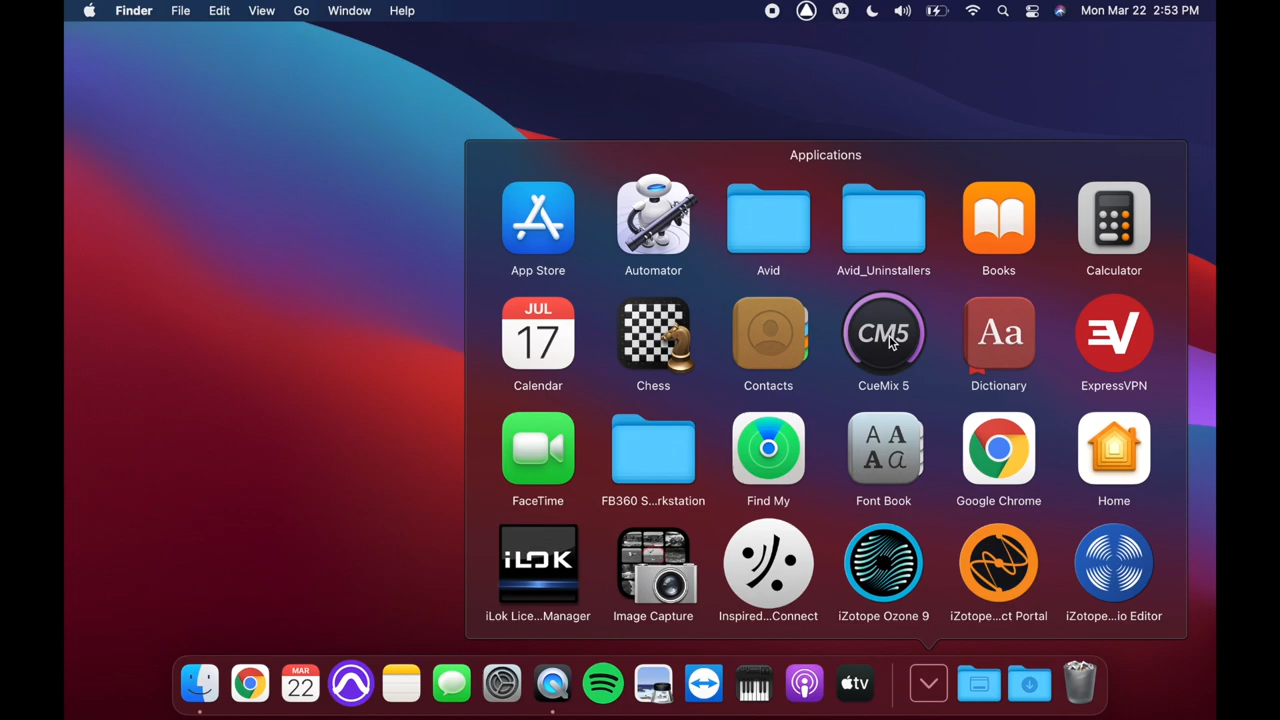 Finder File Edit View Go Window Help M Mon Mar 22 2:53 PM
Applications
App Store Automator Avid Avid_Uninstallers Books Calculator
JUL
17
CM5
Aa
EV
Calendar Chess Contacts CueMix 5 Dictionary ExpressVPN
A A
A a
FaceTime FB360 S...rkstation Find My Font Book Google Chrome Home
iLOK
iLok Lice...Manager Image Capture Inspired...Connect iZotope Ozone 9 iZotope...ct Portal iZotope...io Editor
MAR
22
tv